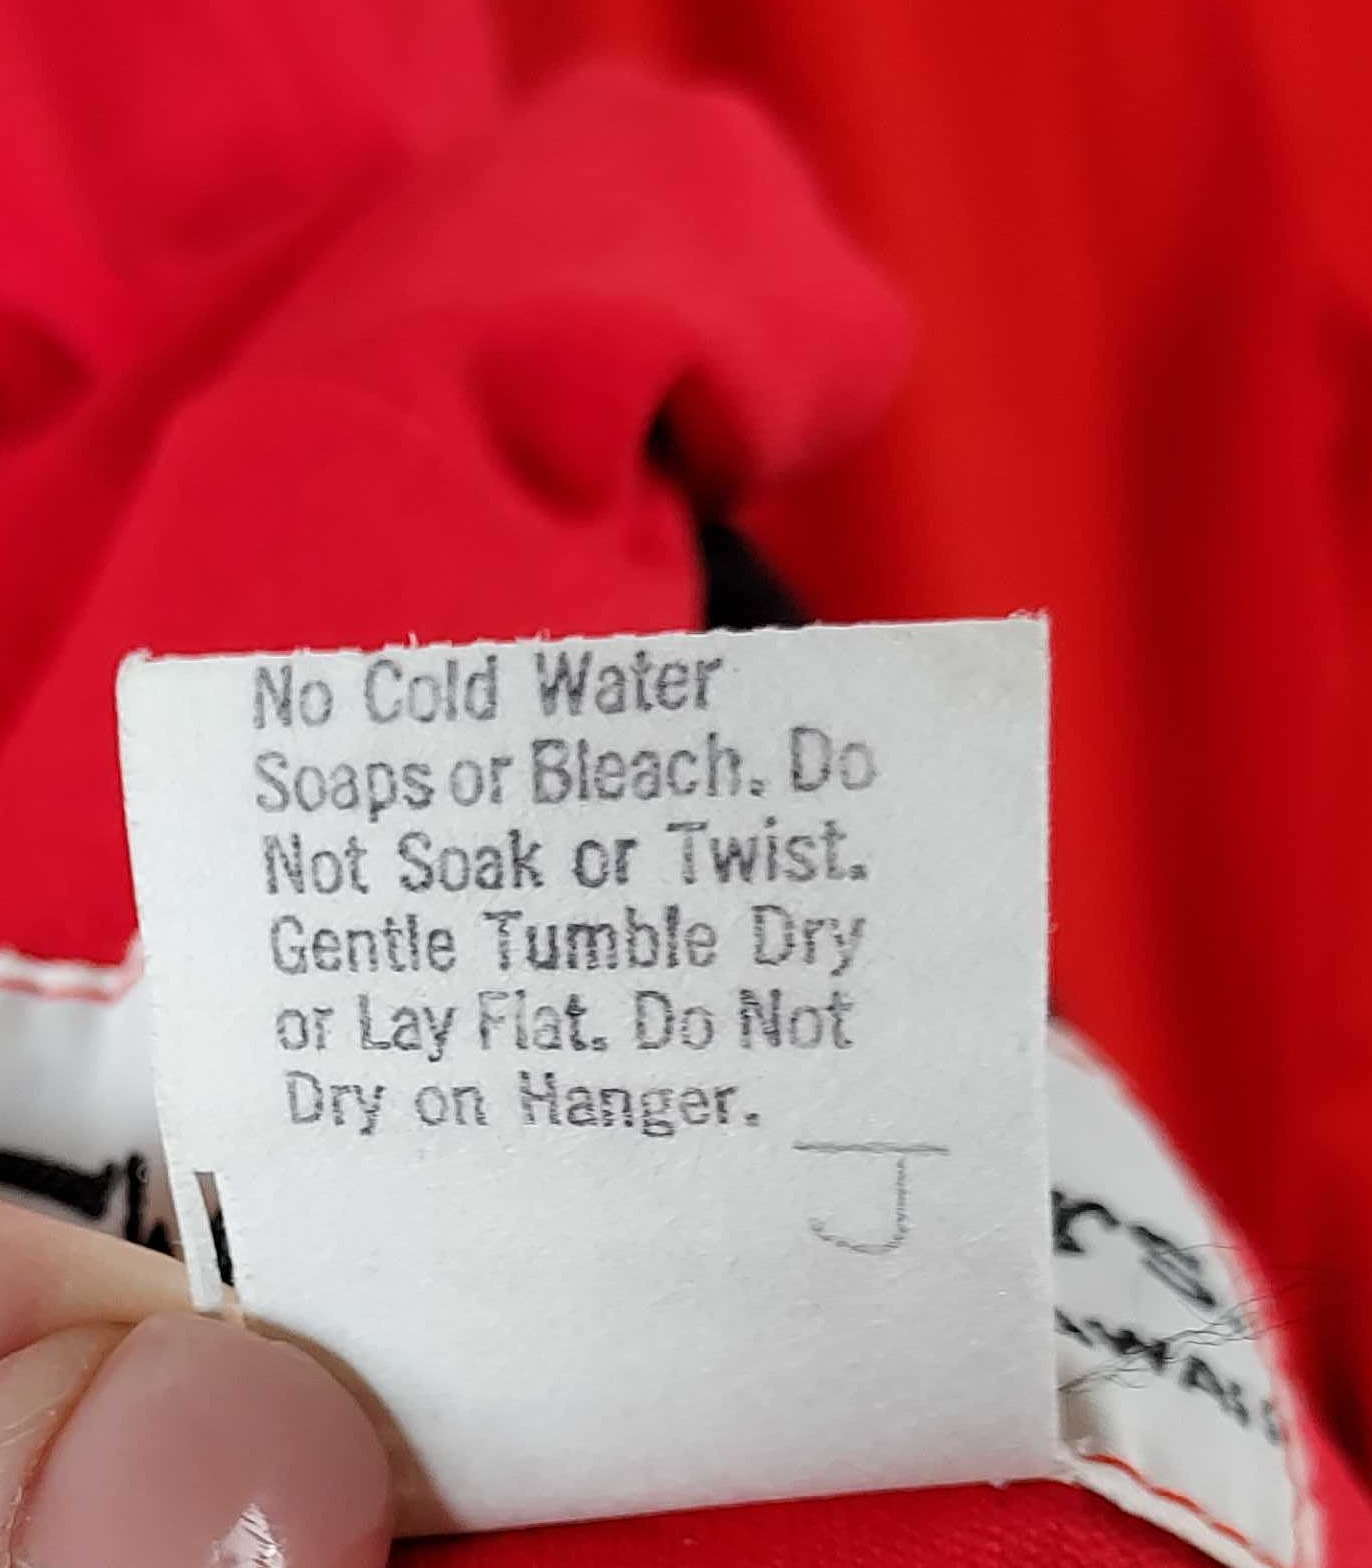 No Cold Water
Soaps or Bleach. Do
Not Soak or Twist.
Gentle Tumble Dry
or Lay Flat. Do Not
Dry on Hanger.
J